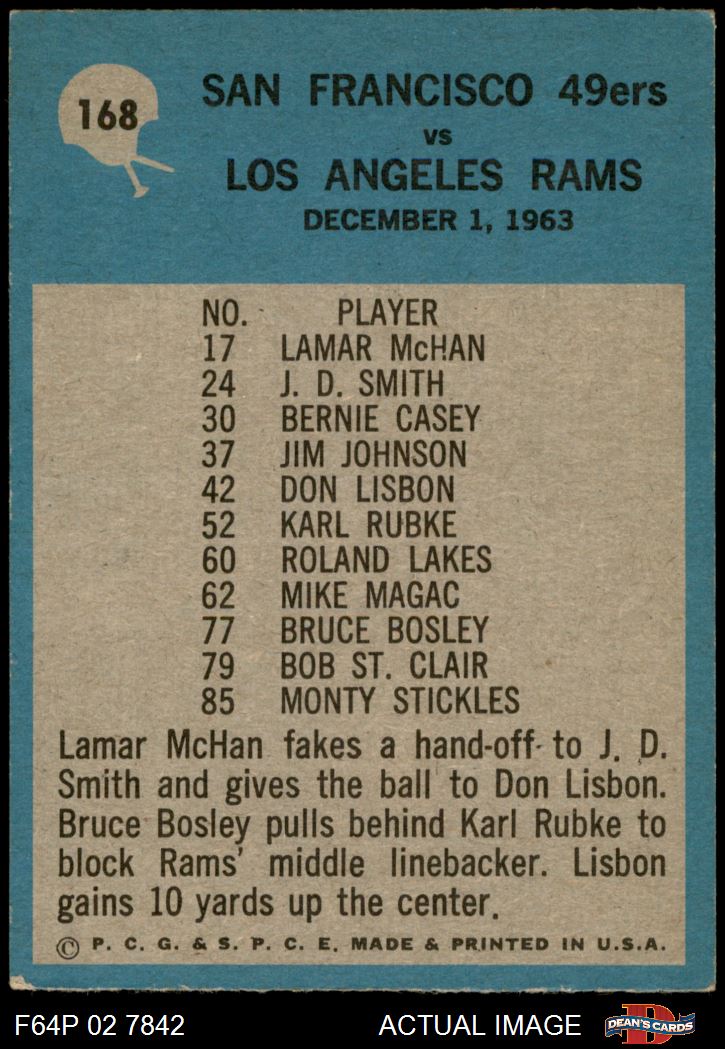 168
SAN FRANCISCO 49ers
vs
LOS ANGELES RAMS
DECEMBER 1, 1963
NO. PLAYER
17 LAMAR McHAN
24 J. D. SMITH
30 BERNIE CASEY
37 JIM JOHNSON
42 DON LISBON
52 KARL RUBKE
60 ROLAND LAKES
62 MIKE MAGAC
77 BRUCE BOSLEY
79 BOB ST. CLAIR
85 MONTY STICKLES
Lamar McHan fakes a hand-off to J. D.
Smith and gives the ball to Don Lisbon.
Bruce Bosley pulls behind Karl Rubke to
block Rams' middle linebacker. Lisbon
gains 10 yards up the center.
© P. C. G. & S. P. C. E. MADE & PRINTED IN U.S.A.
F64P 02 7842 ACTUAL IMAGE
D
DEAN'S CARDS